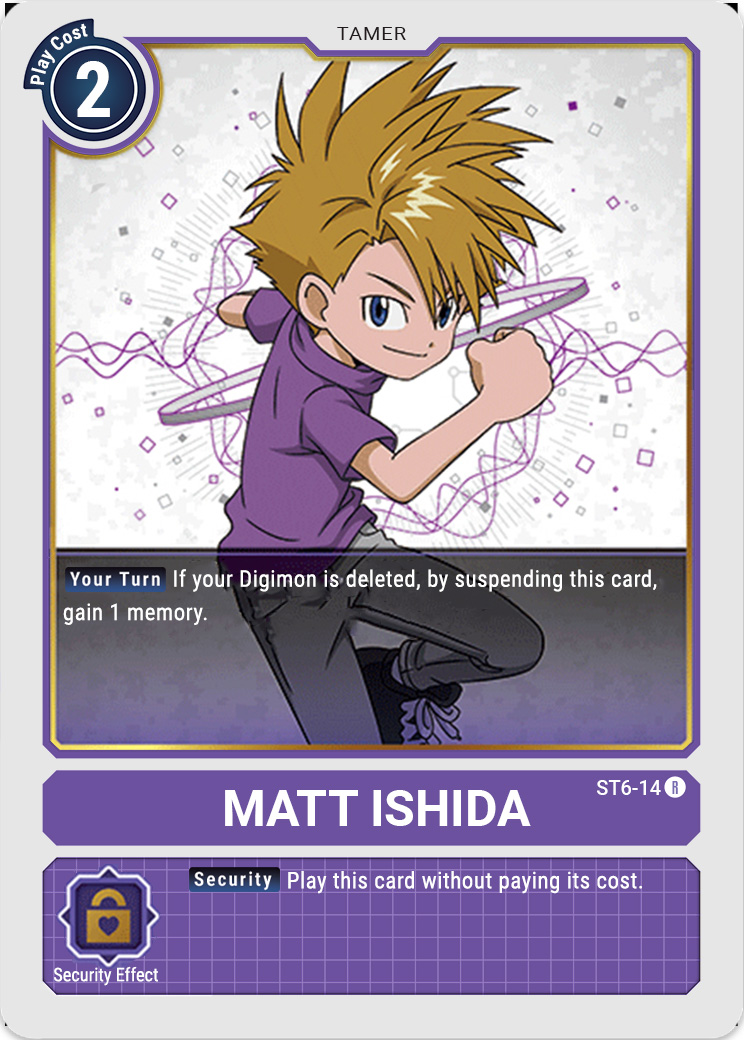 TAMER
Play Cost
2
Your Turn If your Digimon is deleted, by suspending this card,
gain 1 memory.
MATT ISHIDA
ST6-14 R
Security Play this card without paying its cost.
Security Effect